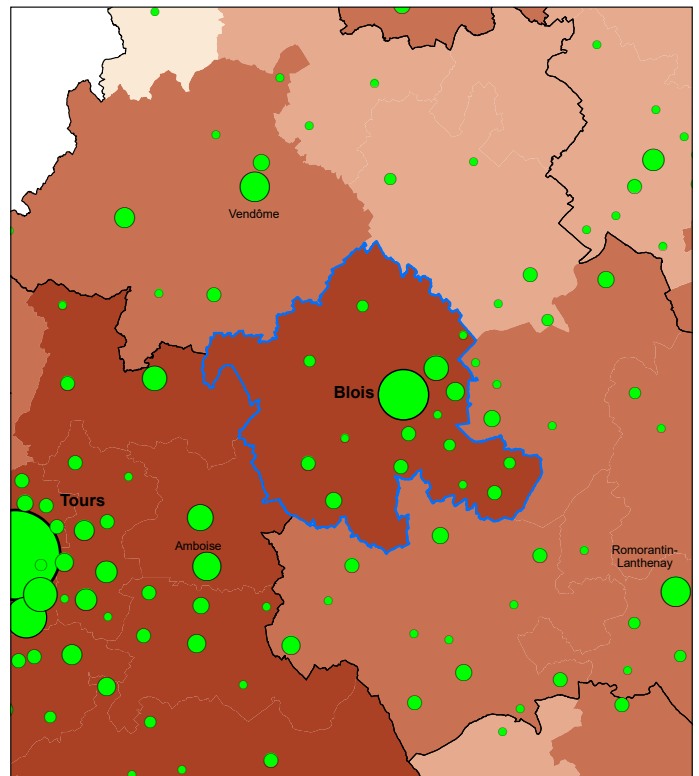 Vendôme
Blois
Tours
Amboise
Romorantin-
Lanthenay